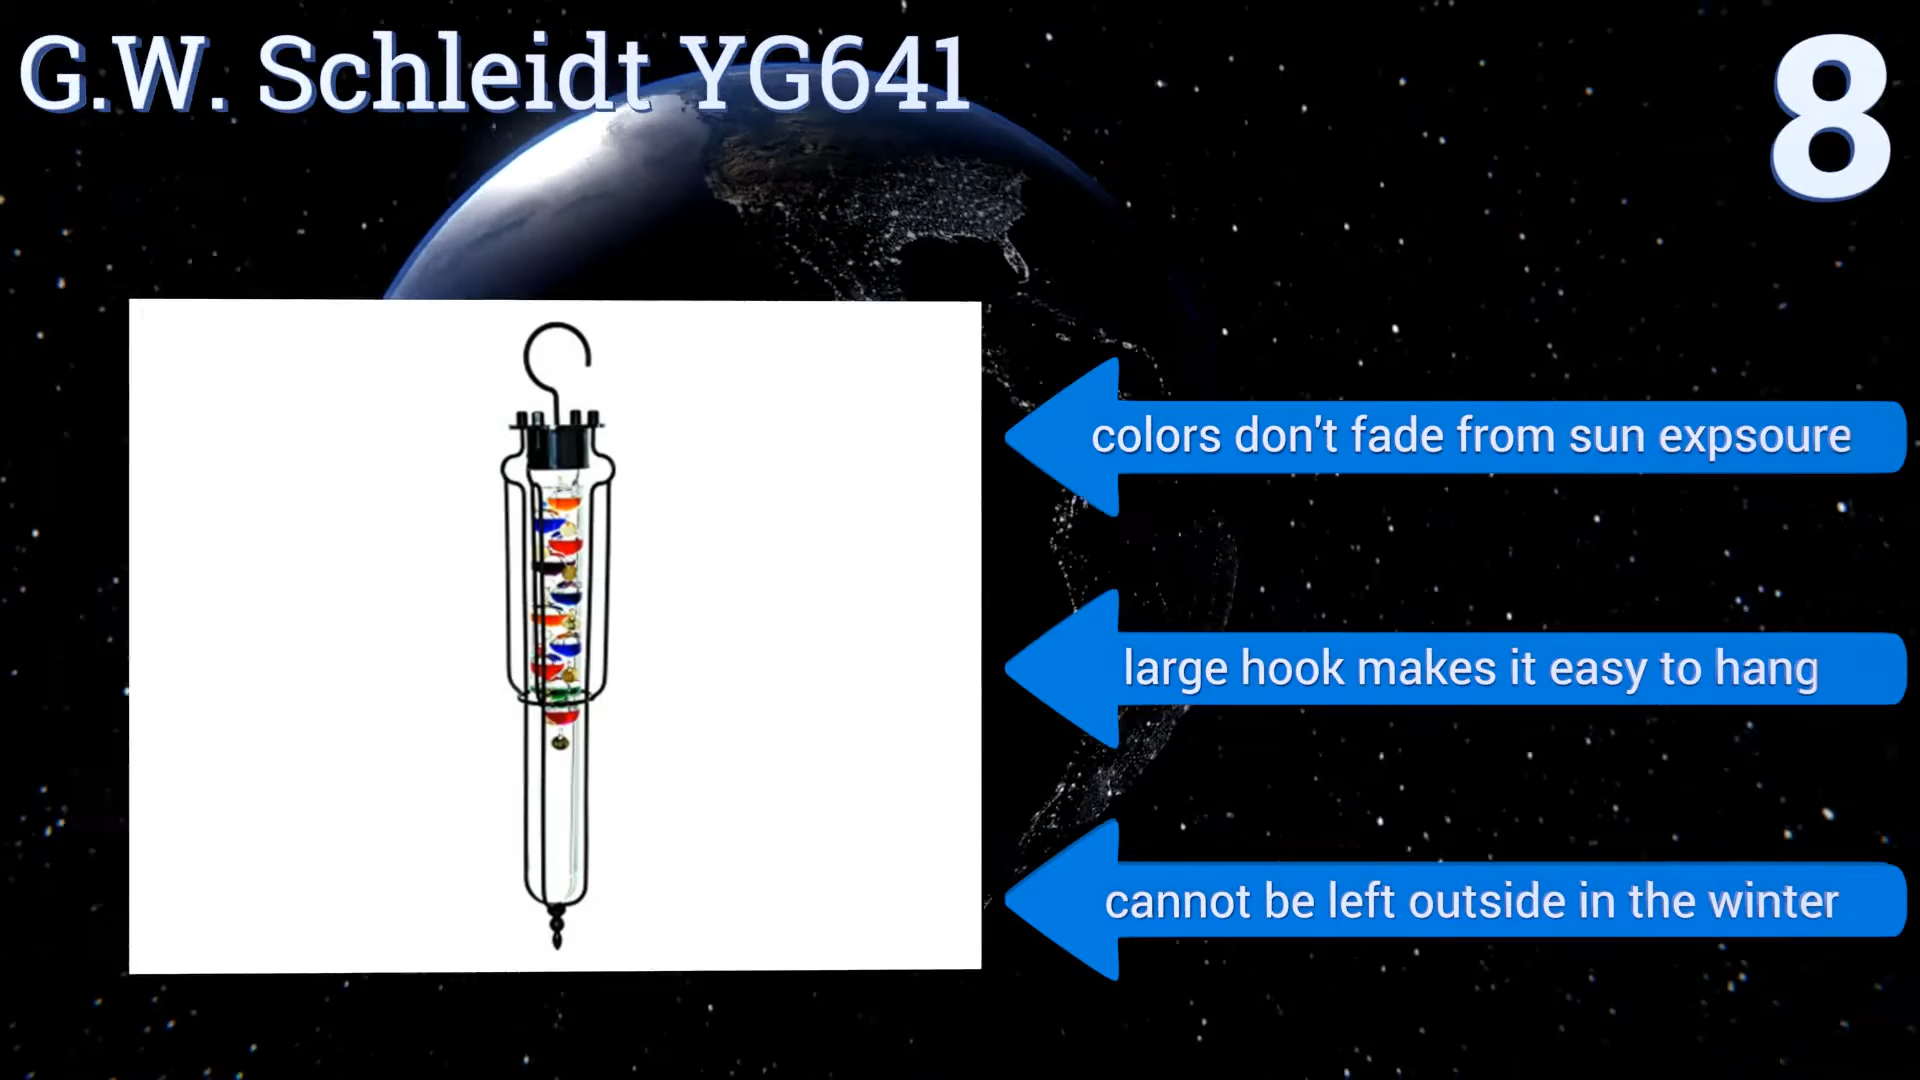 G.W. Schleidt YG641
8
colors don't fade from sun expsoure
large hook makes it easy to hang
cannot be left outside in the winter